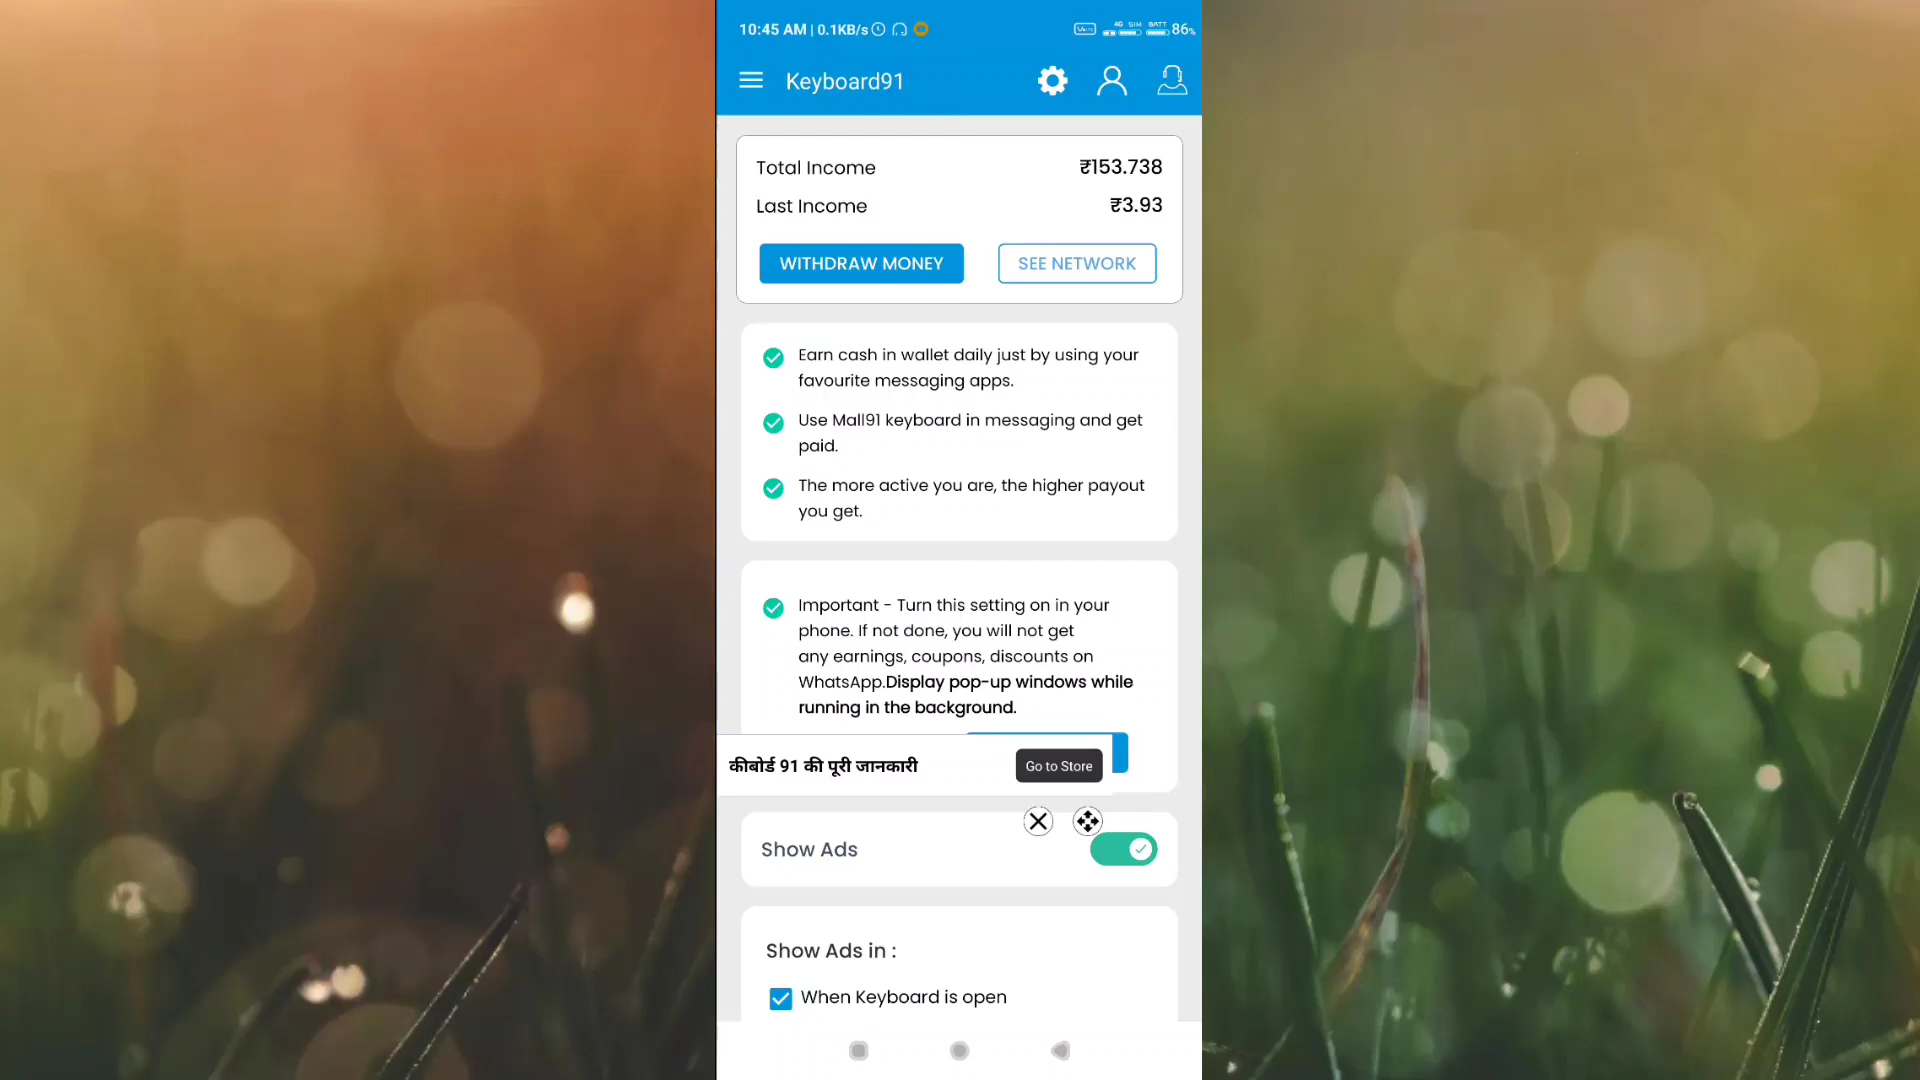 10:45 AM | 0.1KB/s
4G SIM BATT 86%
Keyboard91
Total Income ₹153.738
Last Income ₹3.93
WITHDRAW MONEY SEE NETWORK
Earn cash in wallet daily just by using your
favourite messaging apps.
Use Mall91 keyboard in messaging and get
paid.
The more active you are, the higher payout
you get.
Important - Turn this setting on in your
phone. If not done, you will not get
any earnings, coupons, discounts on
WhatsApp.Display pop-up windows while
running in the background.
कीबोर्ड 91 की पूरी जानकारी Go to Store
Show Ads
Show Ads in :
When Keyboard is open